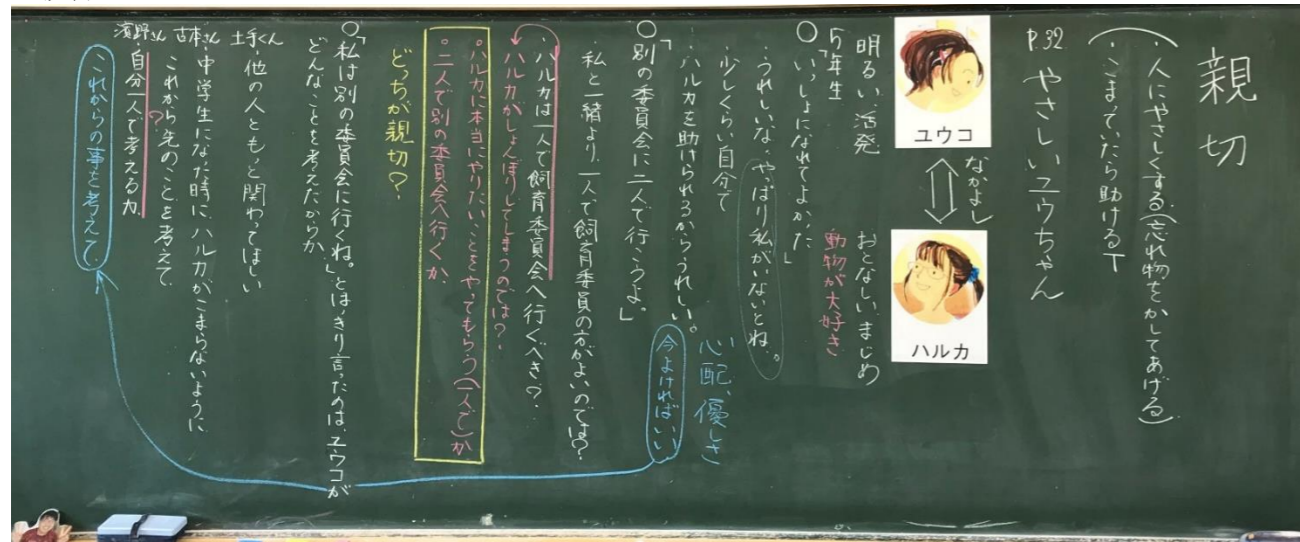 親切
・人にやさしくする(忘れ物をかしてあげる)
・こまっていたら助けるT
P.32 やさしいユウちゃん
ユウコ
なかよし
ハルカ
明るい、活発
おとなしい、まじめ
5年生
動物が大好き
○「いっしょになれてよかった」
・うれしいな、やっぱり私がいないとね。
・少しくらい自分で
・ハルカを助けられるからうれしい。
心配、優しさ
今よければいい
○「別の委員会に二人で行こうよ。」
私と一緒より、一人で飼育委員の方がよいのでは?
・ハルカは一人で飼育委員会へ行くべき?
・ハルカがしょんぼりしてしまうのでは?
・ハルカに本当にやりたいことをやってもらう(一人で)か
・二人で別の委員会へ行くか
どっちが親切?
○「私は別の委員会に行くね。」とはっきり言ったのは、ユウコが
どんなことを考えたからか
土手くん・他の人ともっと関わってほしい
古本さん・中学生になった時に、ハルカがこまらないように
これから先のことを考えて
濱野さん・自分一人で考える力
?
これからの事を考えて